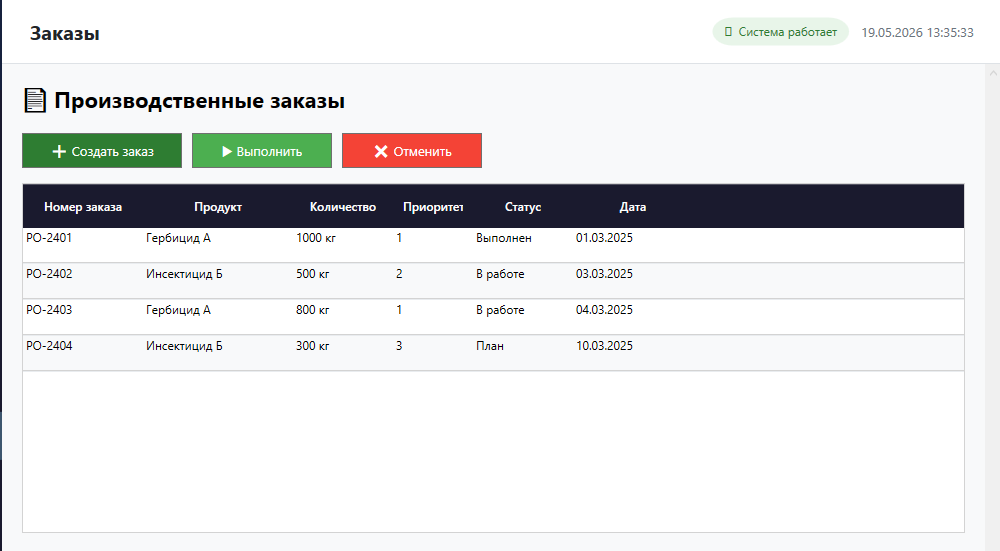 Заказы
Система работает 19.05.2026 13:35:33
Производственные заказы
Создать заказ Выполнить Отменить
Номер заказа Продукт Количество Приоритет Статус Дата
PO-2401 Гербицид А 1000 кг 1 Выполнен 01.03.2025
PO-2402 Инсектицид Б 500 кг 2 В работе 03.03.2025
PO-2403 Гербицид А 800 кг 1 В работе 04.03.2025
PO-2404 Инсектицид Б 300 кг 3 План 10.03.2025